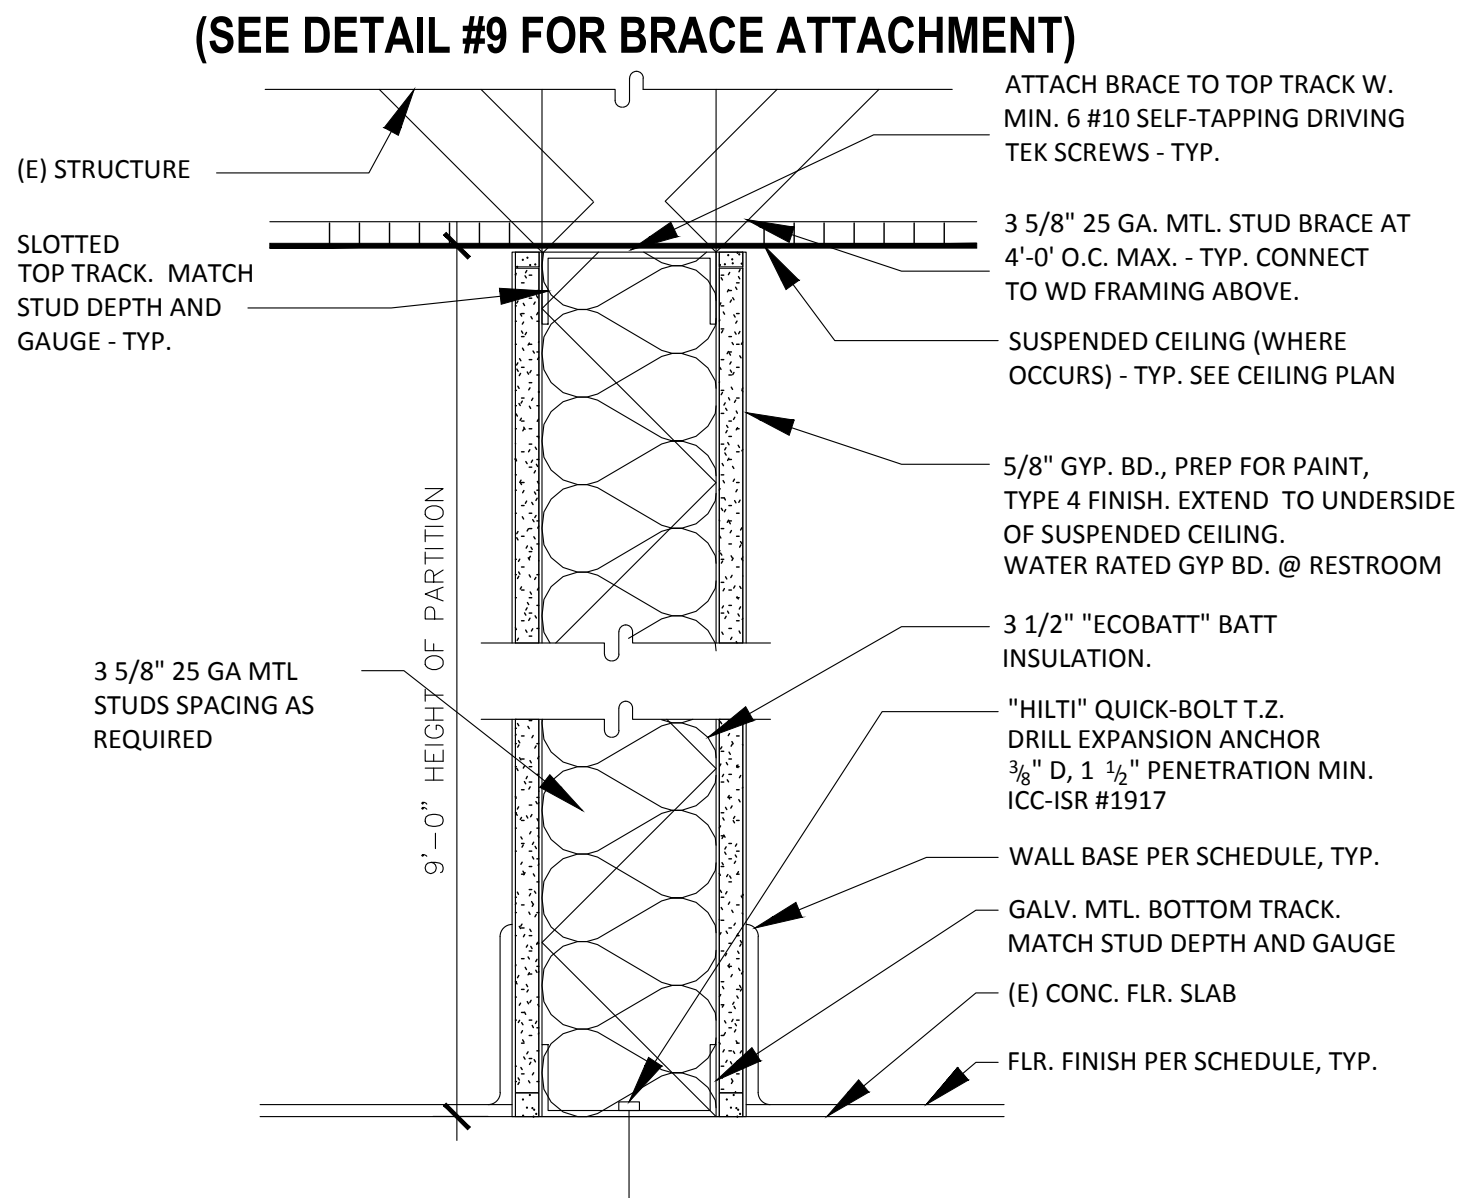 (SEE DETAIL #9 FOR BRACE ATTACHMENT)
(E) STRUCTURE
SLOTTED
TOP TRACK. MATCH
STUD DEPTH AND
GAUGE - TYP.
9'-0" HEIGHT OF PARTITION
3 5/8" 25 GA MTL
STUDS SPACING AS
REQUIRED
ATTACH BRACE TO TOP TRACK W.
MIN. 6 #10 SELF-TAPPING DRIVING
TEK SCREWS - TYP.
3 5/8" 25 GA. MTL. STUD BRACE AT
4'-0' O.C. MAX. - TYP. CONNECT
TO WD FRAMING ABOVE.
SUSPENDED CEILING (WHERE
OCCURS) - TYP. SEE CEILING PLAN
5/8" GYP. BD., PREP FOR PAINT,
TYPE 4 FINISH. EXTEND TO UNDERSIDE
OF SUSPENDED CEILING.
WATER RATED GYP BD. @ RESTROOM
3 1/2" "ECOBATT" BATT
INSULATION.
"HILTI" QUICK-BOLT T.Z.
DRILL EXPANSION ANCHOR
3/8" D, 1 1/2" PENETRATION MIN.
ICC-ISR #1917
WALL BASE PER SCHEDULE, TYP.
GALV. MTL. BOTTOM TRACK.
MATCH STUD DEPTH AND GAUGE
(E) CONC. FLR. SLAB
FLR. FINISH PER SCHEDULE, TYP.